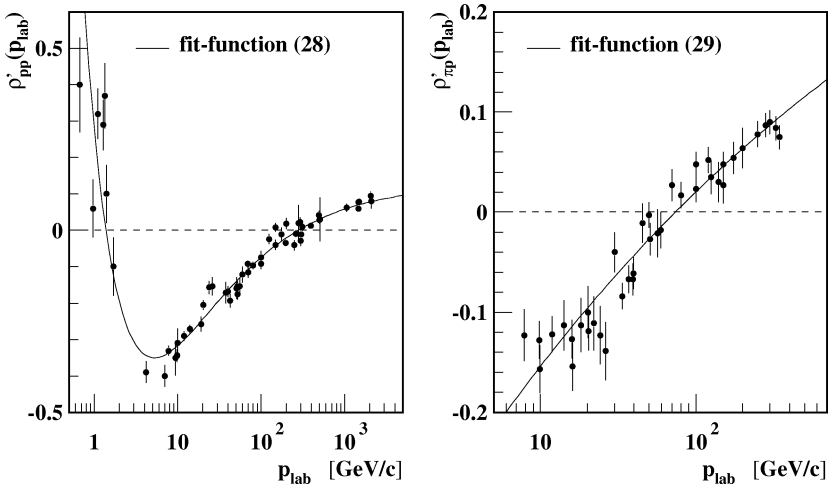 ρ'pp(plab)
fit-function (28)
0.5
0
-0.5
1
10
10²
10³
plab [GeV/c]
ρ'πp(plab)
fit-function (29)
0.2
0.1
0
-0.1
-0.2
10
10²
plab [GeV/c]